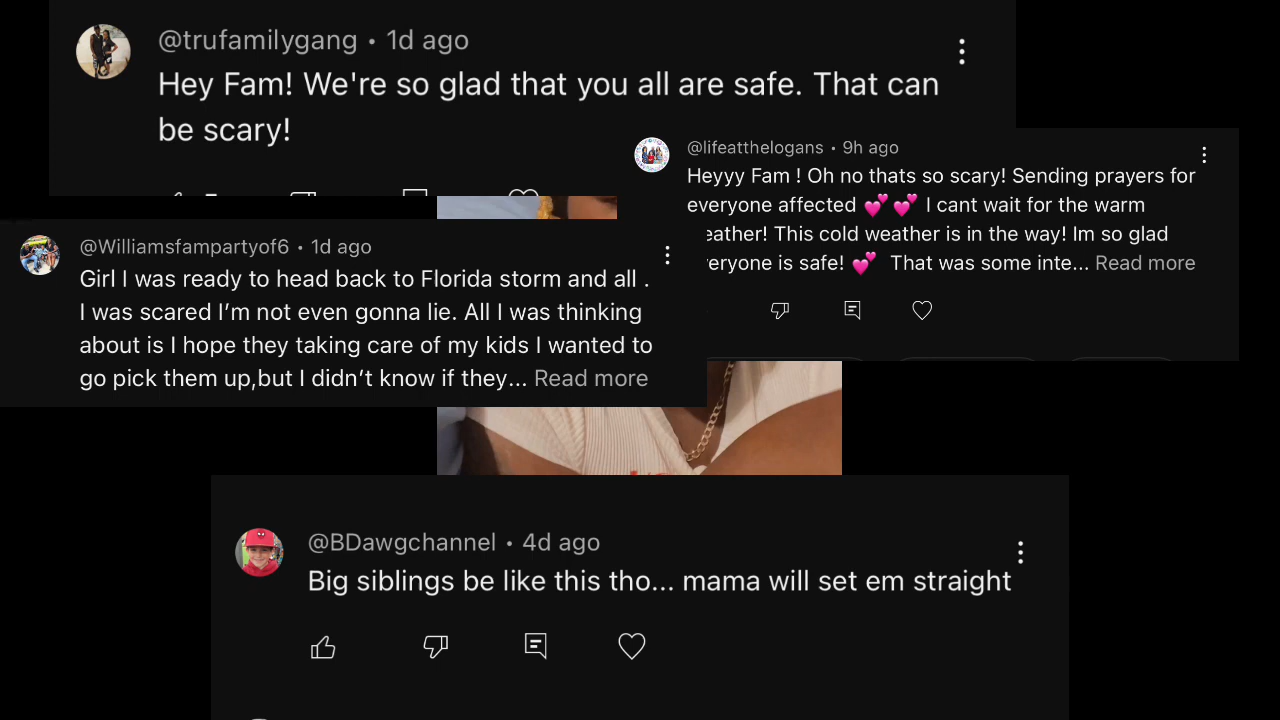 @trufamilygang • 1d ago
Hey Fam! We're so glad that you all are safe. That can
be scary!
@lifeatthelogans • 9h ago
Heyyy Fam ! Oh no thats so scary! Sending prayers for
everyone affected 💕 💕 I cant wait for the warm
eather! This cold weather is in the way! Im so glad
eryone is safe! 💕 That was some inte... Read more
@Williamsfampartyof6 • 1d ago
Girl I was ready to head back to Florida storm and all .
I was scared I’m not even gonna lie. All I was thinking
about is I hope they taking care of my kids I wanted to
go pick them up,but I didn’t know if they... Read more
@BDawgchannel • 4d ago
Big siblings be like this tho... mama will set em straight